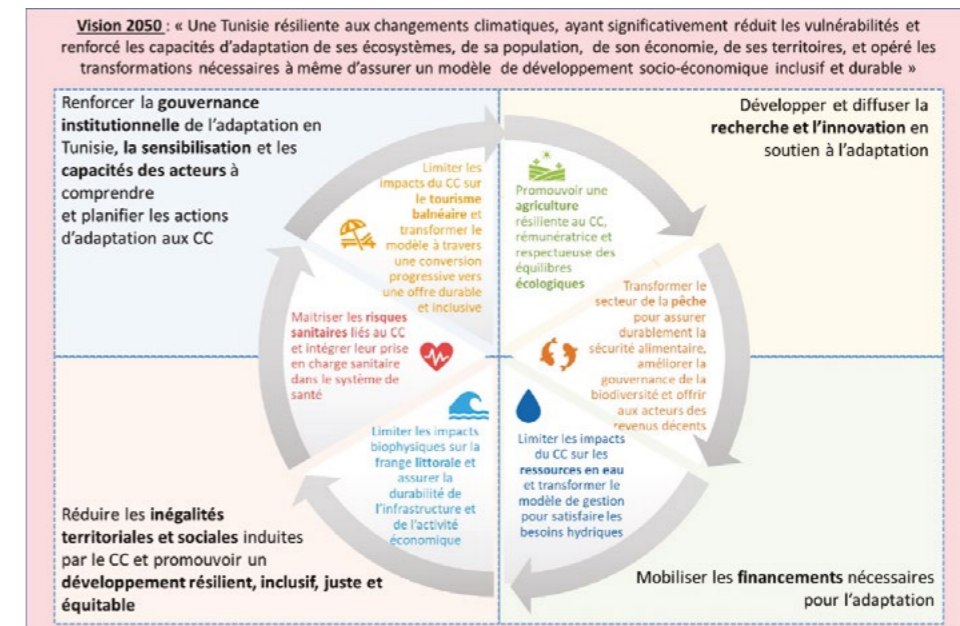 Vision 2050 : « Une Tunisie résiliente aux changements climatiques, ayant significativement réduit les vulnérabilités et
renforcé les capacités d'adaptation de ses écosystèmes, de sa population, de son économie, de ses territoires, et opéré les
transformations nécessaires à même d'assurer un modèle de développement socio-économique inclusif et durable »
Renforcer la gouvernance
institutionnelle de l'adaptation en
Tunisie, la sensibilisation et les
capacités des acteurs à
comprendre
et planifier les actions
d'adaptation aux CC
Développer et diffuser la
recherche et l'innovation en
soutien à l'adaptation
Limiter les
impacts du CC sur
le tourisme
balnéaire et
transformer le
modèle à travers
une conversion
progressive vers
une offre durable
et inclusive
Promouvoir une
agriculture
résiliente au CC,
rémunératrice et
respectueuse des
équilibres
écologiques
Transformer le
secteur de la pêche
pour assurer
durablement la
sécurité alimentaire,
améliorer la
gouvernance de la
biodiversité et offrir
aux acteurs des
revenus décents
Maitriser les risques
sanitaires liés au CC
et intégrer leur prise
en charge sanitaire
dans le système de
santé
Limiter les impacts
biophysiques sur la
frange littorale et
assurer la
durabilité de
l'infrastructure et
de l'activité
économique
Limiter les impacts
du CC sur les
ressources en eau
et transformer le
modèle de gestion
pour satisfaire les
besoins hydriques
Réduire les inégalités
territoriales et sociales induites
par le CC et promouvoir un
développement résilient, inclusif, juste et
équitable
Mobiliser les financements nécessaires
pour l'adaptation